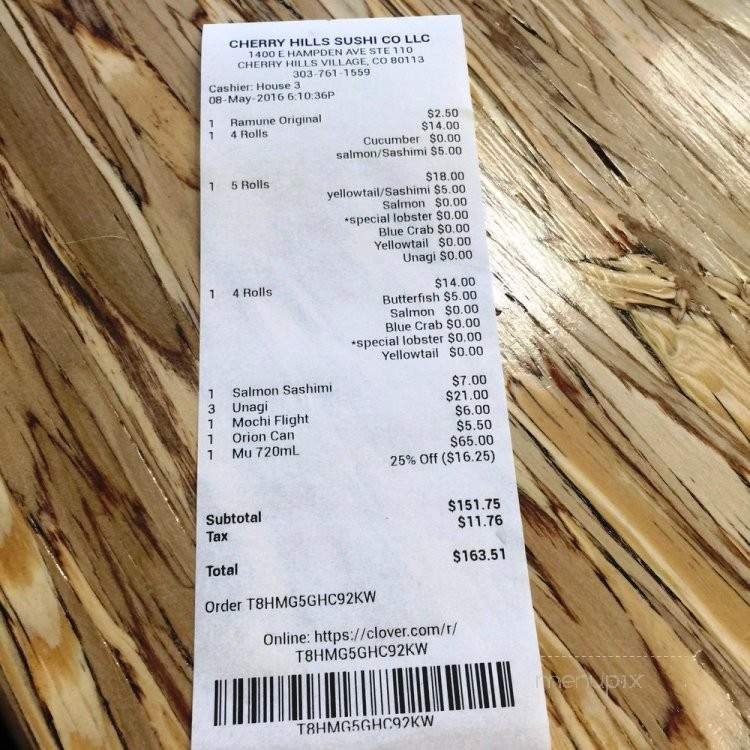 CHERRY HILLS SUSHI CO LLC
1400 E HAMPDEN AVE STE 110
CHERRY HILLS VILLAGE, CO 80113
303-761-1559
Cashier: House 3
08-May-2016 6:10:36P
1 Ramune Original $2.50
1 4 Rolls $14.00
Cucumber $0.00
salmon/Sashimi $5.00
1 5 Rolls $18.00
yellowtail/Sashimi $5.00
Salmon $0.00
*special lobster $0.00
Blue Crab $0.00
Yellowtail $0.00
Unagi $0.00
1 4 Rolls $14.00
Butterfish $5.00
Salmon $0.00
Blue Crab $0.00
*special lobster $0.00
Yellowtail $0.00
1 Salmon Sashimi $7.00
3 Unagi $21.00
1 Mochi Flight $6.00
1 Orion Can $5.50
1 Mu 720mL $65.00
25% Off ($16.25)
Subtotal $151.75
Tax $11.76
Total $163.51
Order T8HMG5GHC92KW
Online: https://clover.com/r/
T8HMG5GHC92KW
T8HMG5GHC92KW
menupix